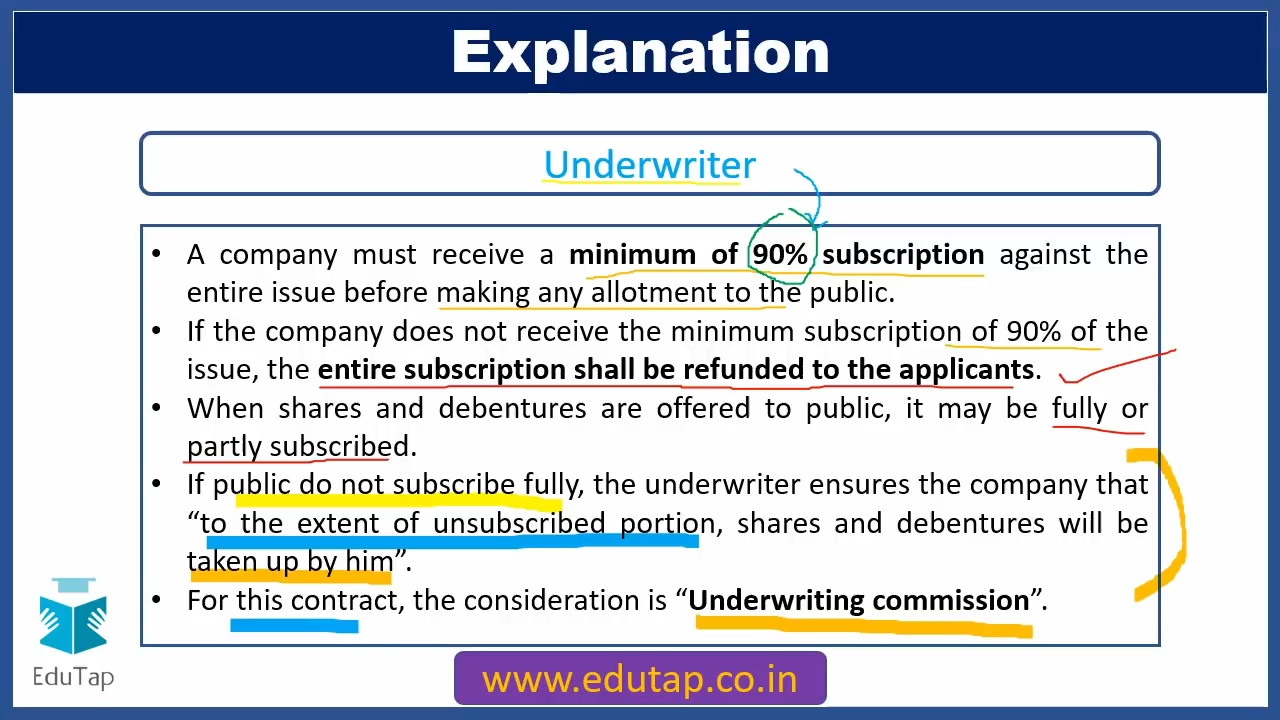 Explanation
Underwriter
• A company must receive a minimum of 90% subscription against the
entire issue before making any allotment to the public.
• If the company does not receive the minimum subscription of 90% of the
issue, the entire subscription shall be refunded to the applicants.
• When shares and debentures are offered to public, it may be fully or
partly subscribed.
• If public do not subscribe fully, the underwriter ensures the company that
“to the extent of unsubscribed portion, shares and debentures will be
taken up by him”.
• For this contract, the consideration is “Underwriting commission”.
EduTap
www.edutap.co.in